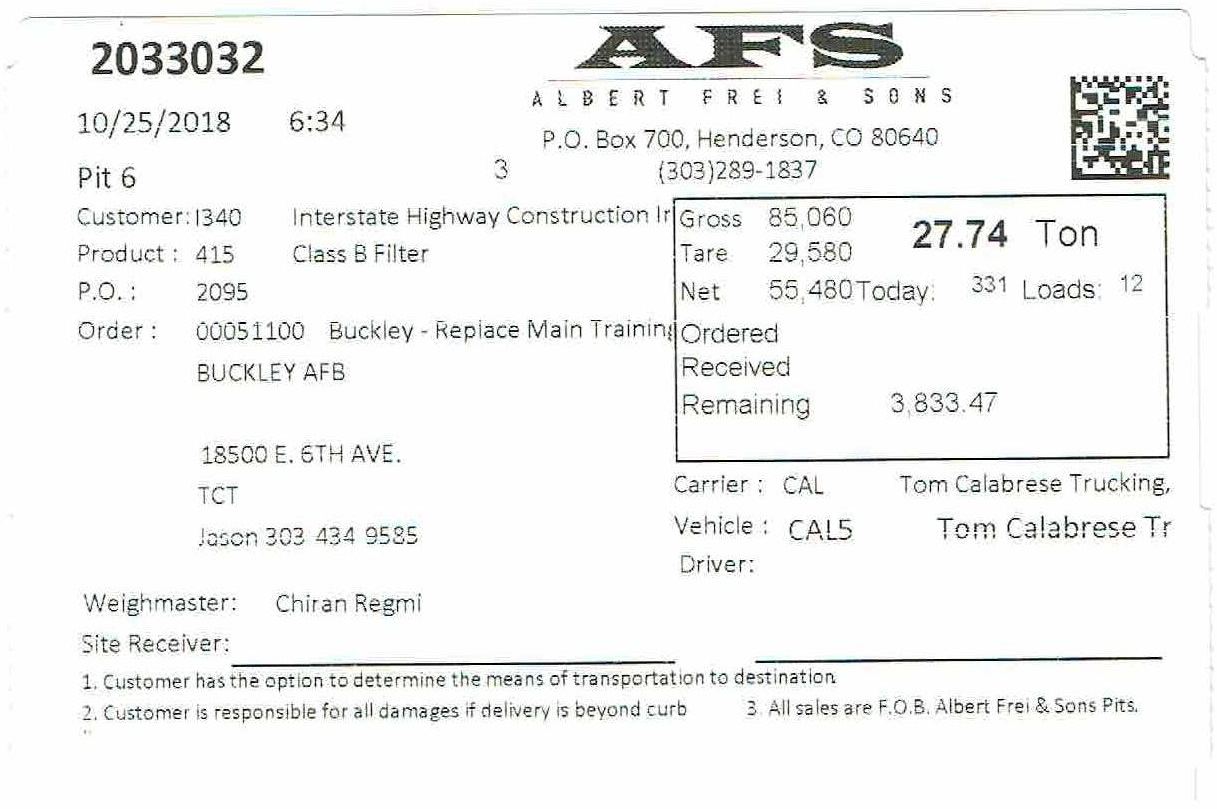 2033032
AFS
ALBERT FREI & SONS
10/25/2018 6:34
P.O. Box 700, Henderson, CO 80640
Pit 6 3 (303)289-1837
Customer: I340 Interstate Highway Construction Ir
Product : 415 Class B Filter
P.O. : 2095
Order : 00051100 Buckley - Replace Main Training
BUCKLEY AFB
18500 E. 6TH AVE.
TCT
Jason 303 434 9585
Gross 85,060 27.74 Ton
Tare 29,580
Net 55,480 Today: 331 Loads: 12
Ordered
Received
Remaining 3,833.47
Carrier : CAL Tom Calabrese Trucking,
Vehicle : CAL5 Tom Calabrese Tr
Driver:
Weighmaster: Chiran Regmi
Site Receiver:
1. Customer has the option to determine the means of transportation to destination
2. Customer is responsible for all damages if delivery is beyond curb 3. All sales are F.O.B. Albert Frei & Sons Pits.